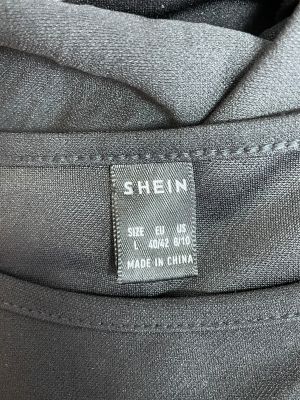 SHEIN
SIZE EU US
L 40/42 8/10
MADE IN CHINA